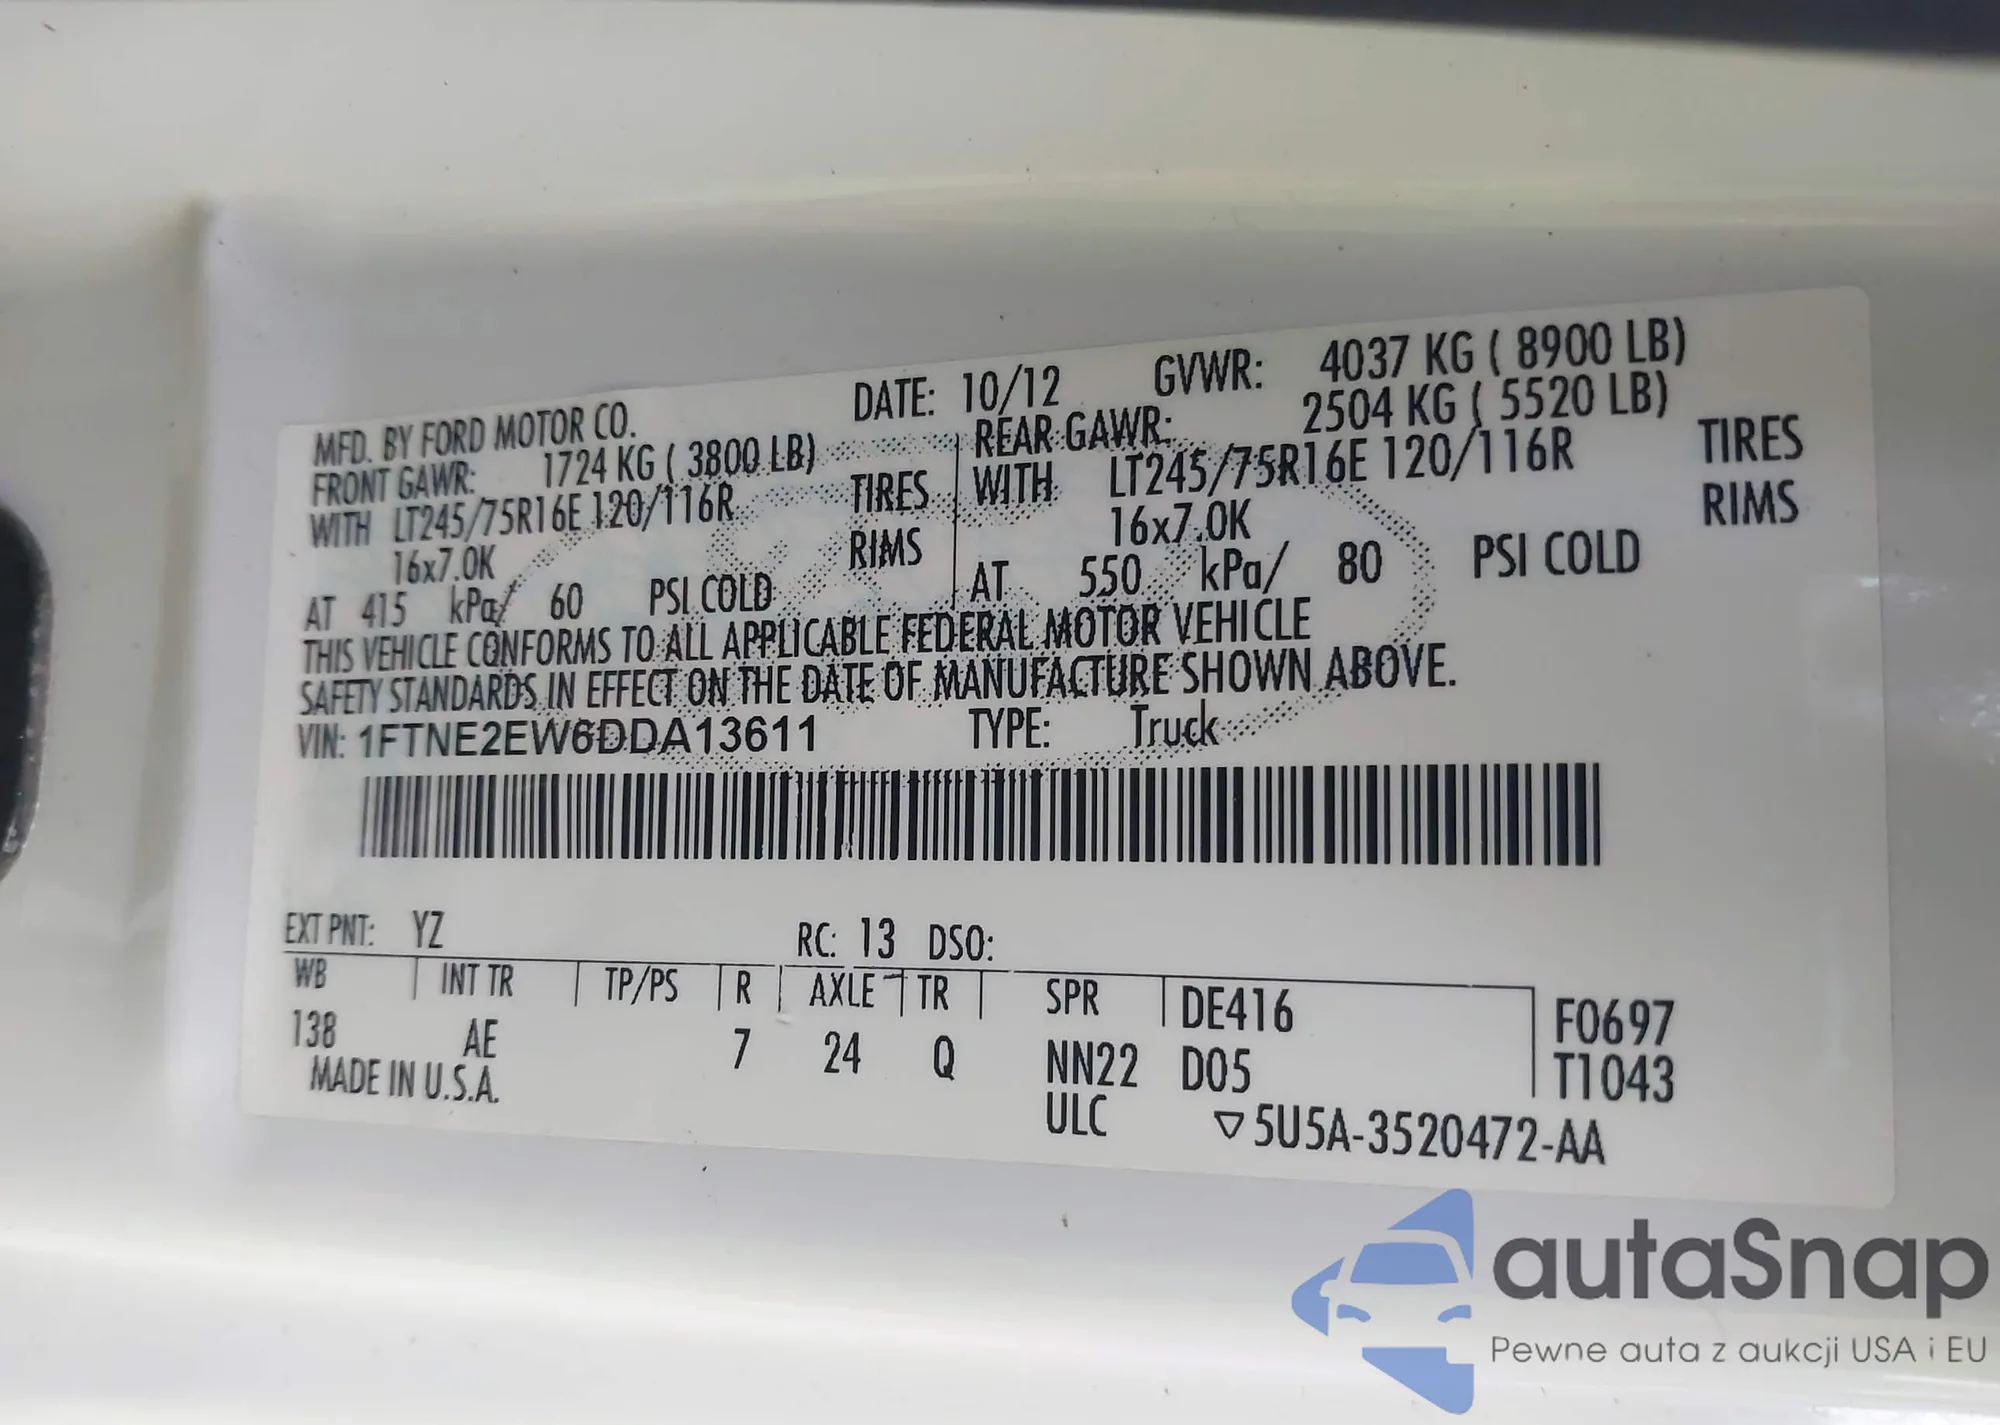 MFD. BY FORD MOTOR CO. DATE: 10/12 GVWR: 4037 KG ( 8900 LB)
FRONT GAWR: 1724 KG ( 3800 LB) REAR GAWR: 2504 KG ( 5520 LB)
WITH LT245/75R16E 120/116R TIRES WITH LT245/75R16E 120/116R TIRES
16x7.0K RIMS 16x7.0K RIMS
AT 415 kPa/ 60 PSI COLD AT 550 kPa/ 80 PSI COLD
THIS VEHICLE CONFORMS TO ALL APPLICABLE FEDERAL MOTOR VEHICLE
SAFETY STANDARDS IN EFFECT ON THE DATE OF MANUFACTURE SHOWN ABOVE.
VIN: 1FTNE2EW6DDA13611 TYPE: Truck
EXT PNT: YZ RC: 13 DSO:
WB INT TR TP/PS R AXLE TR SPR DE416 F0697
138 AE 7 24 Q NN22 D05 T1043
MADE IN U.S.A. ULC ▽5U5A-3520472-AA
autaSnap
Pewne auta z aukcji USA i EU